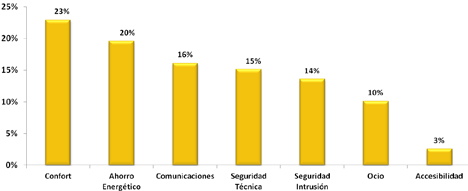 25%
20%
15%
10%
5%
0%
23%
20%
16%
15%
14%
10%
3%
Confort
Ahorro
Energético
Comunicaciones
Seguridad
Técnica
Seguridad
Intrusión
Ocio
Accesibilidad